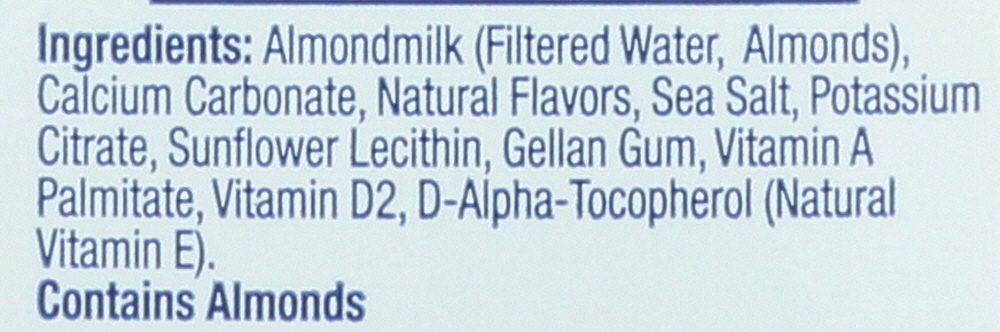 Ingredients: Almondmilk (Filtered Water, Almonds),
Calcium Carbonate, Natural Flavors, Sea Salt, Potassium
Citrate, Sunflower Lecithin, Gellan Gum, Vitamin A
Palmitate, Vitamin D2, D-Alpha-Tocopherol (Natural
Vitamin E).
Contains Almonds